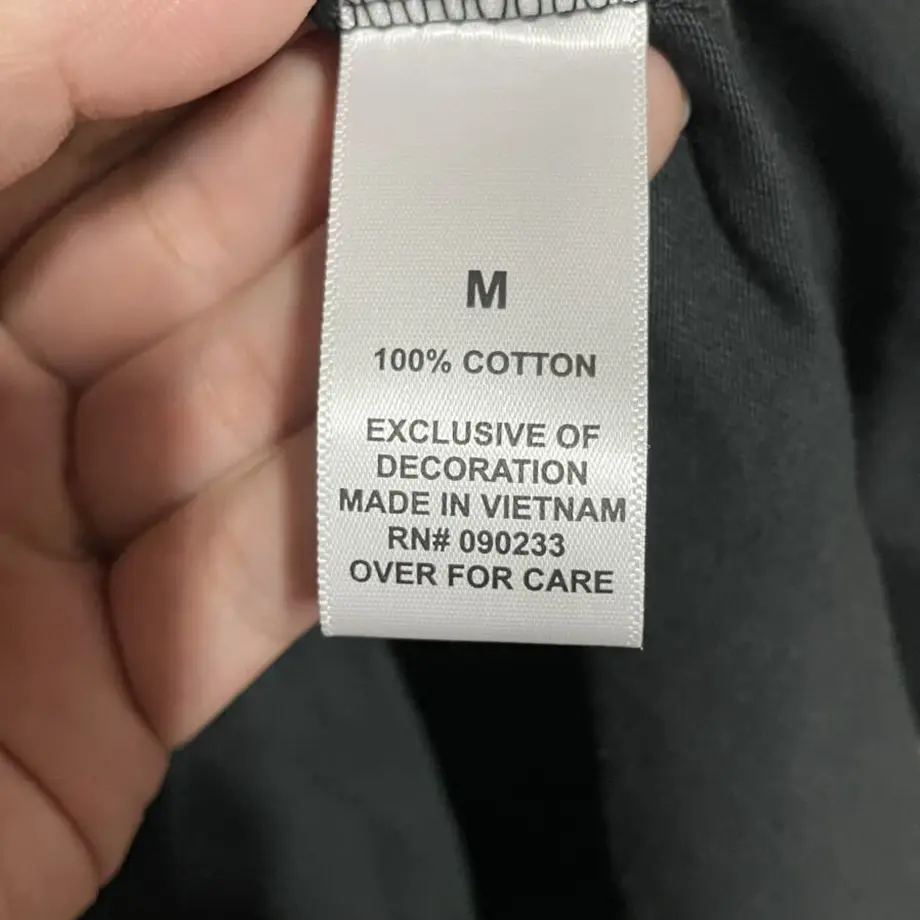 M
100% COTTON
EXCLUSIVE OF
DECORATION
MADE IN VIETNAM
RN# 090233
OVER FOR CARE